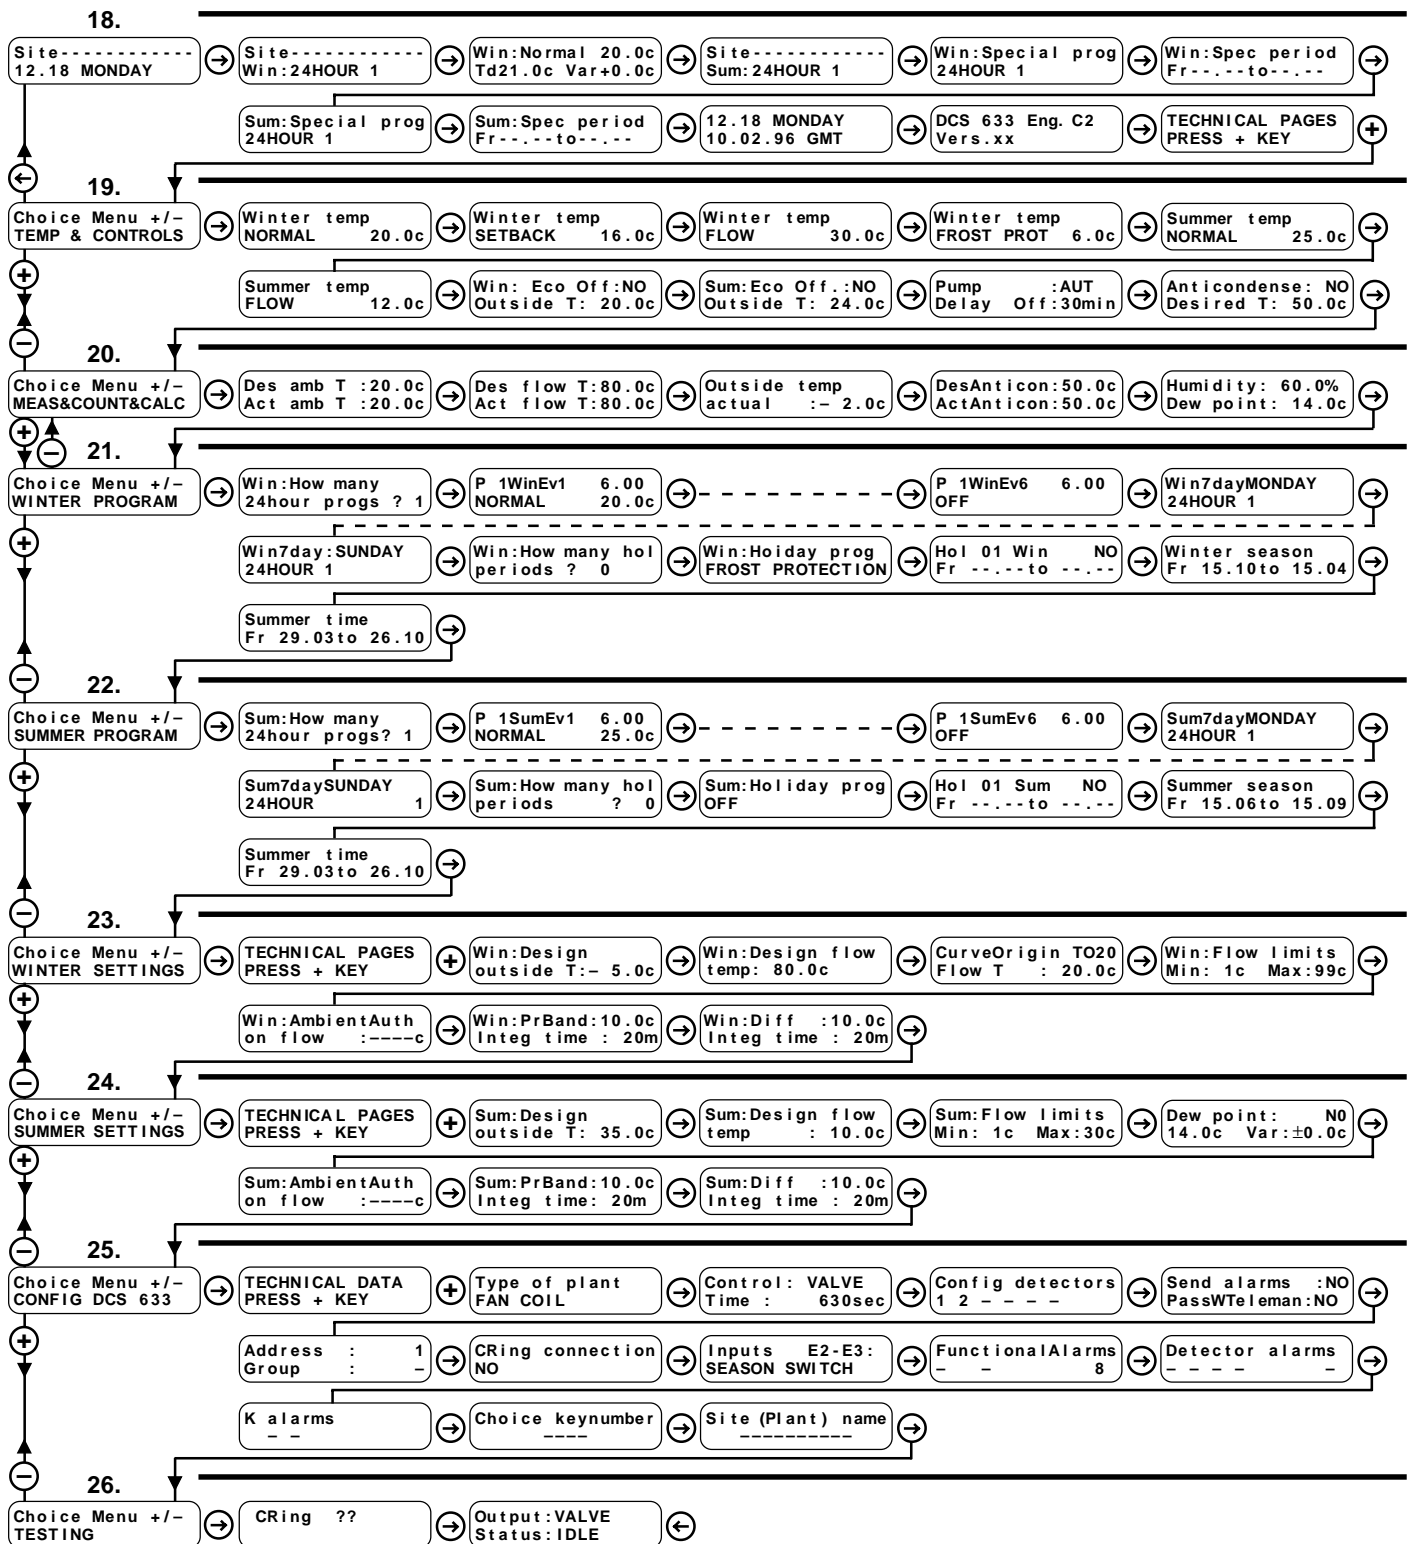 18.
Site------------
12.18 MONDAY
Site------------
Win:24HOUR 1
Win:Normal 20.0c
Td21.0c Var+0.0c
Site------------
Sum:24HOUR 1
Win:Special prog
24HOUR 1
Win:Spec period
Fr--.--to--.--
Sum:Special prog
24HOUR 1
Sum:Spec period
Fr--.--to--.--
12.18 MONDAY
10.02.96 GMT
DCS 633 Eng. C2
Vers.xx
TECHNICAL PAGES
PRESS + KEY
19.
Choice Menu +/–
TEMP & CONTROLS
Winter temp
NORMAL 20.0c
Winter temp
SETBACK 16.0c
Winter temp
FLOW 30.0c
Winter temp
FROST PROT 6.0c
Summer temp
NORMAL 25.0c
Summer temp
FLOW 12.0c
Win: Eco Off:NO
Outside T: 20.0c
Sum:Eco Off.:NO
Outside T: 24.0c
Pump :AUT
Delay Off:30min
Anticondense: NO
Desired T: 50.0c
20.
Choice Menu +/–
MEAS&COUNT&CALC
Des amb T :20.0c
Act amb T :20.0c
Des flow T:80.0c
Act flow T:80.0c
Outside temp
actual :– 2.0c
DesAnticon:50.0c
ActAnticon:50.0c
Humidity: 60.0%
Dew point: 14.0c
21.
Choice Menu +/–
WINTER PROGRAM
Win:How many
24hour progs ? 1
P 1WinEv1 6.00
NORMAL 20.0c
P 1WinEv6 6.00
OFF
Win7dayMONDAY
24HOUR 1
Win7day:SUNDAY
24HOUR 1
Win:How many hol
periods ? 0
Win:Hoiday prog
FROST PROTECTION
Hol 01 Win NO
Fr --.--to --.--
Winter season
Fr 15.10to 15.04
Summer time
Fr 29.03to 26.10
22.
Choice Menu +/–
SUMMER PROGRAM
Sum:How many
24hour progs? 1
P 1SumEv1 6.00
NORMAL 25.0c
P 1SumEv6 6.00
OFF
Sum7dayMONDAY
24HOUR 1
Sum7daySUNDAY
24HOUR 1
Sum:How many hol
periods ? 0
Sum:Holiday prog
OFF
Hol 01 Sum NO
Fr --.--to --.--
Summer season
Fr 15.06to 15.09
Summer time
Fr 29.03to 26.10
23.
Choice Menu +/–
WINTER SETTINGS
TECHNICAL PAGES
PRESS + KEY
Win:Design
outside T:– 5.0c
Win:Design flow
temp: 80.0c
CurveOrigin TO20
Flow T : 20.0c
Win:Flow limits
Min: 1c Max:99c
Win:AmbientAuth
on flow :––––c
Win:PrBand:10.0c
Integ time : 20m
Win:Diff :10.0c
Integ time : 20m
24.
Choice Menu +/–
SUMMER SETTINGS
TECHNICAL PAGES
PRESS + KEY
Sum:Design
outside T: 35.0c
Sum:Design flow
temp : 10.0c
Sum:Flow limits
Min: 1c Max:30c
Dew point: N0
14.0c Var:±0.0c
Sum:AmbientAuth
on flow :––––c
Sum:PrBand:10.0c
Integ time: 20m
Sum:Diff :10.0c
Integ time : 20m
25.
Choice Menu +/–
CONFIG DCS 633
TECHNICAL DATA
PRESS + KEY
Type of plant
FAN COIL
Control: VALVE
Time : 630sec
Config detectors
1 2 – – – –
Send alarms :NO
PassWTeleman:NO
Address : 1
Group : –
CRing connection
NO
Inputs E2-E3:
SEASON SWITCH
FunctionalAlarms
– – 8
Detector alarms
– – – – –
K alarms
– –
Choice keynumber
––––
Site (Plant) name
––––––––––
26.
Choice Menu +/–
TESTING
CRing ??
Output:VALVE
Status:IDLE